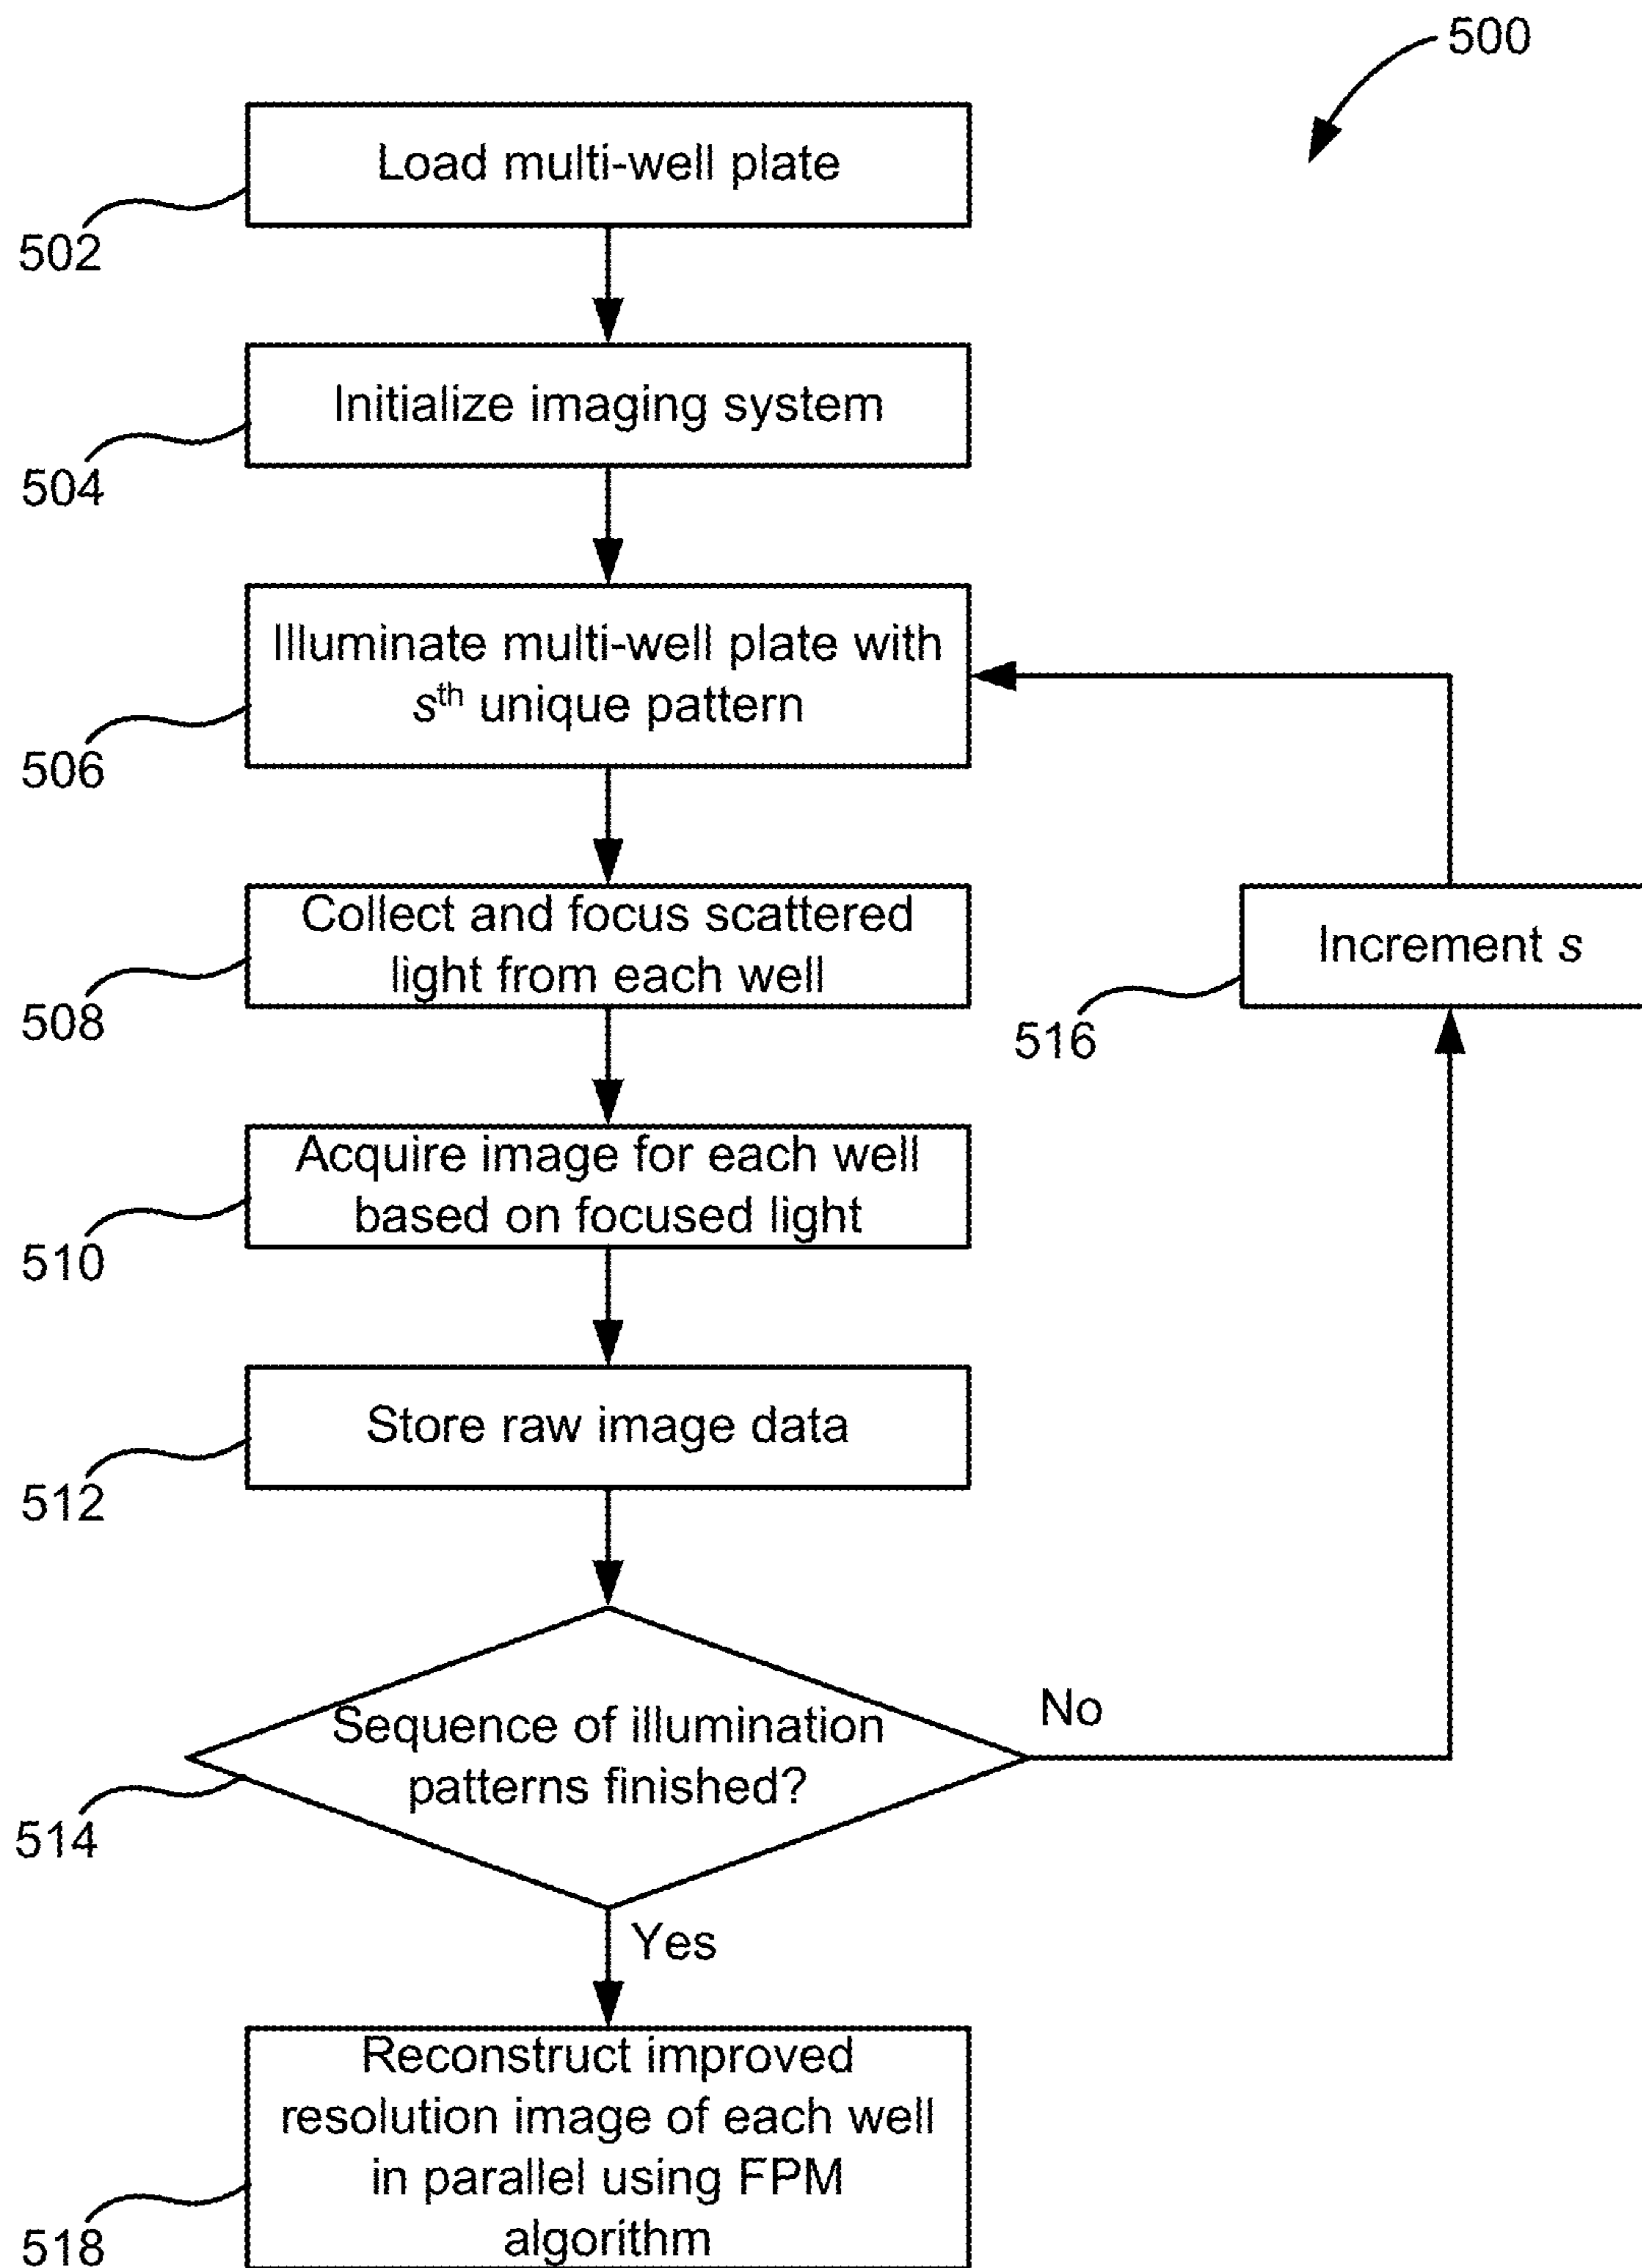 500
Load multi-well plate
502
Initialize imaging system
504
Illuminate multi-well plate with
sth unique pattern
506
Collect and focus scattered
light from each well
508
Increment s
516
Acquire image for each well
based on focused light
510
Store raw image data
512
Sequence of illumination
patterns finished?
No
514
Yes
Reconstruct improved
resolution image of each well
in parallel using FPM
algorithm
518